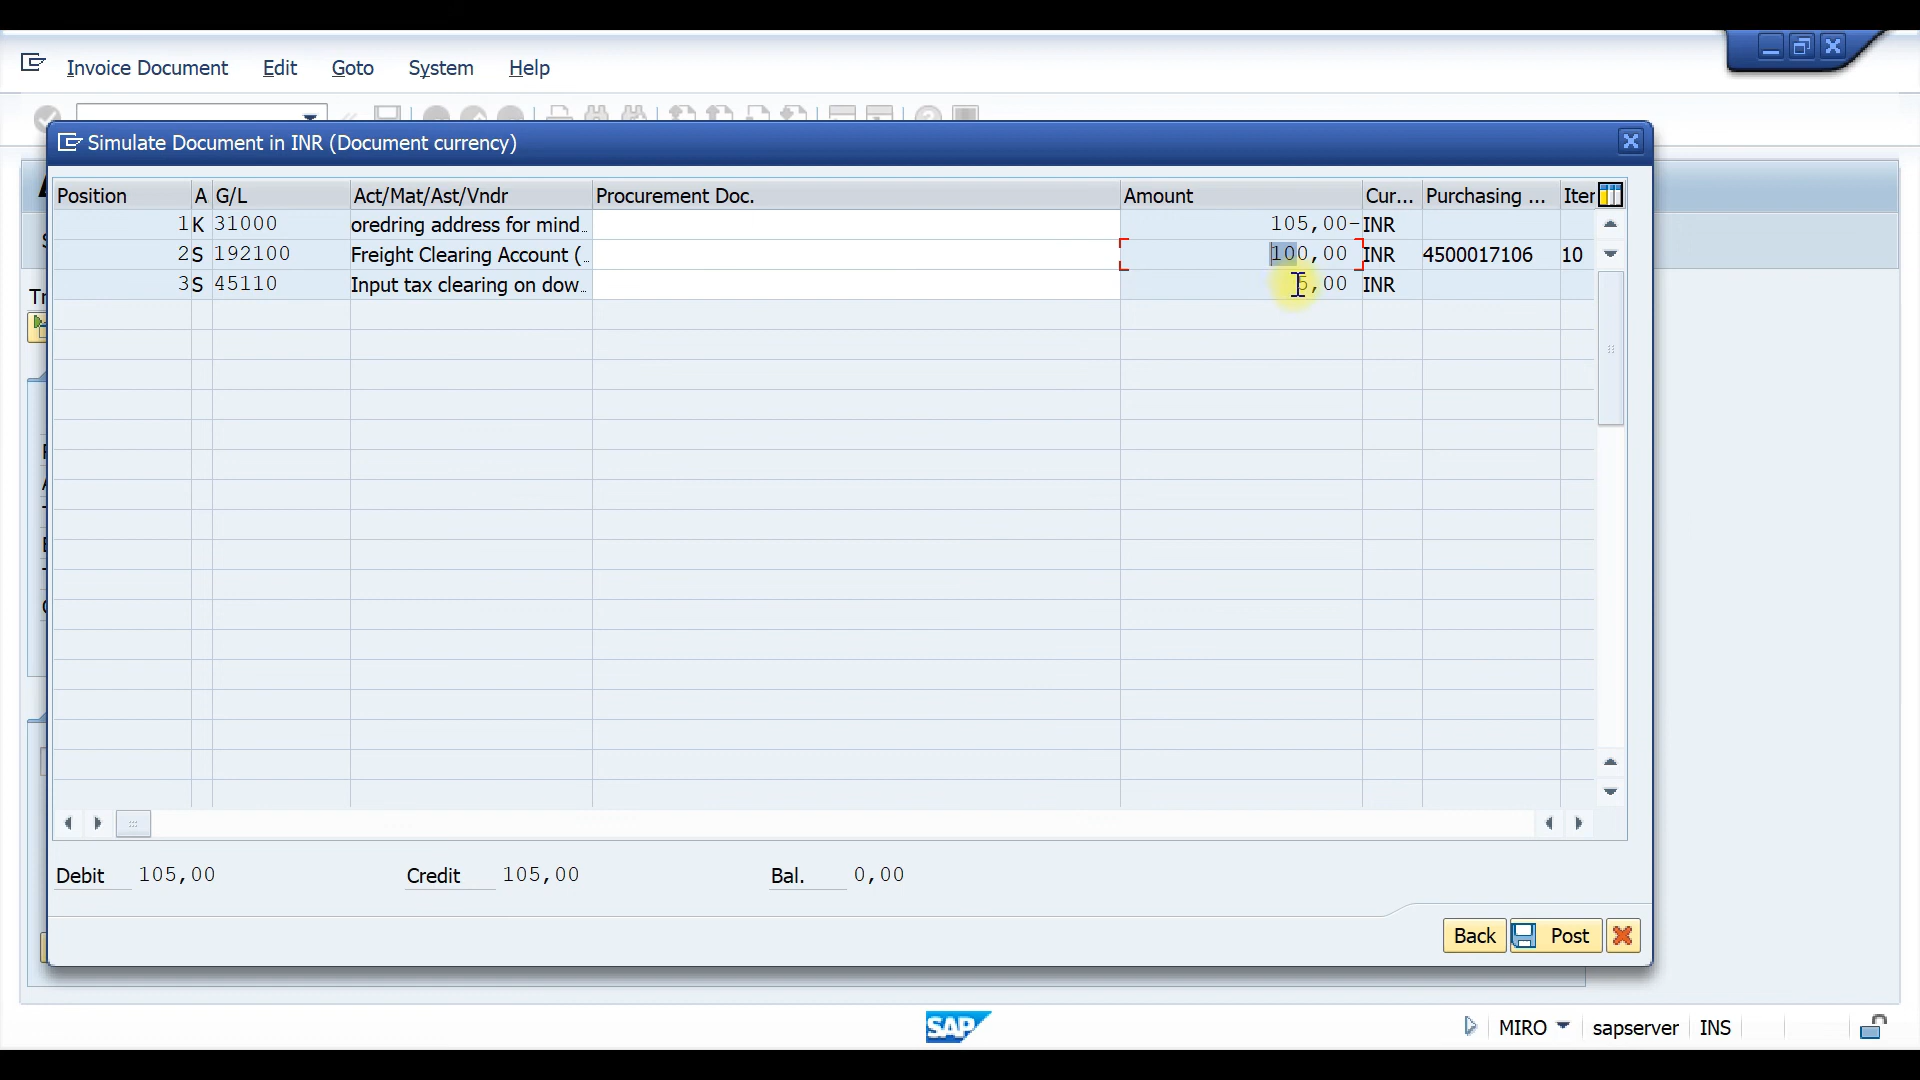 Invoice Document Edit Goto System Help
Simulate Document in INR (Document currency)
Position A G/L Act/Mat/Ast/Vndr Procurement Doc. Amount Cur... Purchasing ... Iter
1 K 31000 oredring address for mind.. 105,00- INR
2 S 192100 Freight Clearing Account (.. 100,00 INR 4500017106 10
3 S 45110 Input tax clearing on dow.. 5,00 INR
Debit 105,00 Credit 105,00 Bal. 0,00
Back Post
SAP MIRO sapserver INS